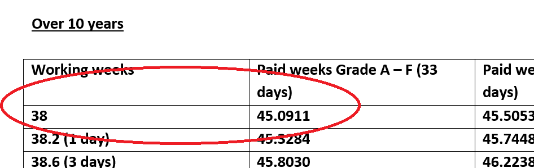 Over 10 years
Working weeks Paid weeks Grade A – F (33 Paid we
days) days)
38 45.0911 45.5053
38.2 (1 day) 45.3284 45.7448
38.6 (3 days) 45.8030 46.2238